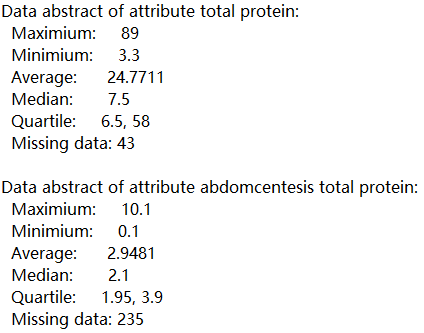 Data abstract of attribute total protein:
Maximium: 89
Minimium: 3.3
Average: 24.7711
Median: 7.5
Quartile: 6.5, 58
Missing data: 43
Data abstract of attribute abdomcentesis total protein:
Maximium: 10.1
Minimium: 0.1
Average: 2.9481
Median: 2.1
Quartile: 1.95, 3.9
Missing data: 235